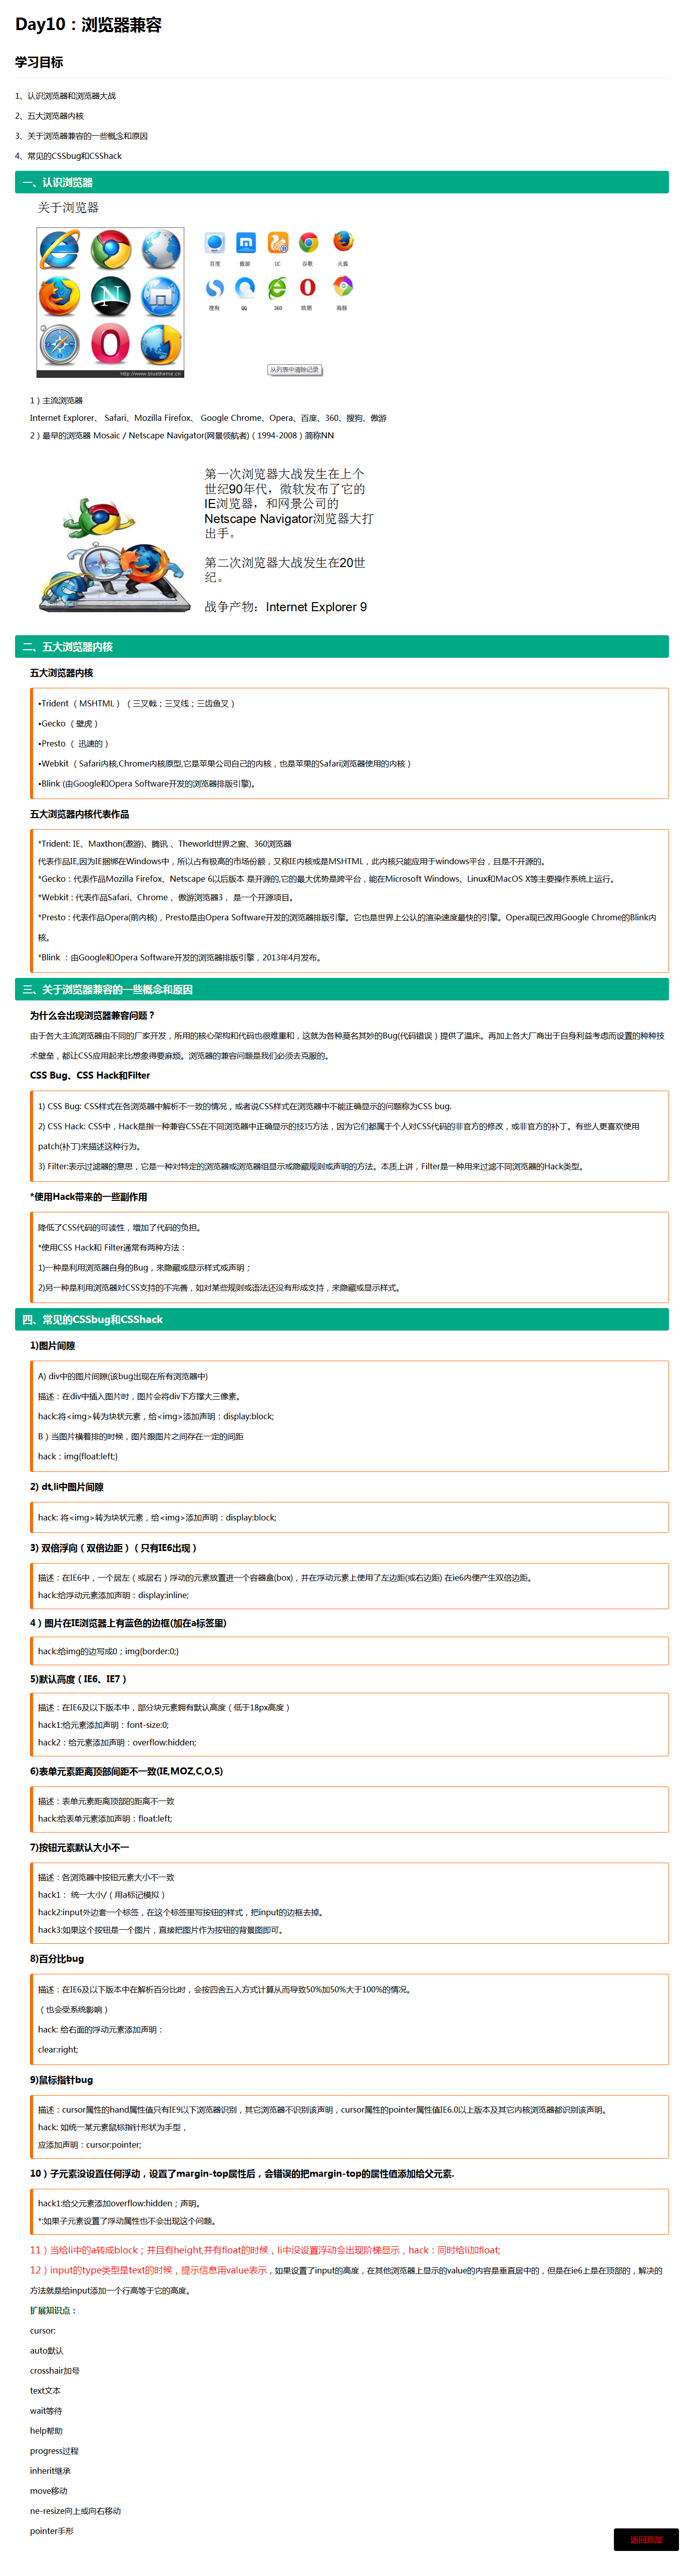 Day10：浏览器兼容
学习目标
1、认识浏览器和浏览器大战
2、五大浏览器内核
3、关于浏览器兼容的一些概念和原因
4、常见的CSSbug和CSShack
一、认识浏览器
关于浏览器
百度 傲游 UC 谷歌 火狐
搜狗 QQ 360 欧朋 海豚
http://www.bluetheme.cn
从列表中清除记录
1）主流浏览器
Internet Explorer、 Safari、Mozilla Firefox、 Google Chrome、Opera、百度、360、搜狗、傲游
2）最早的浏览器 Mosaic / Netscape Navigator(网景领航者)（1994-2008）简称NN
第一次浏览器大战发生在上个
世纪90年代，微软发布了它的
IE浏览器，和网景公司的
Netscape Navigator浏览器大打
出手。
第二次浏览器大战发生在20世
纪。
战争产物：Internet Explorer 9
二、五大浏览器内核
五大浏览器内核
•Trident （ MSHTML ） （ 三叉戟；三叉线；三齿鱼叉 ）
•Gecko （ 壁虎 ）
•Presto （ 迅速的 ）
•Webkit （ Safari内核,Chrome内核原型,它是苹果公司自己的内核，也是苹果的Safari浏览器使用的内核 ）
•Blink (由Google和Opera Software开发的浏览器排版引擎)。
五大浏览器内核代表作品
*Trident: IE、Maxthon(遨游)、腾讯 、Theworld世界之窗、360浏览器
代表作品IE,因为IE捆绑在Windows中，所以占有极高的市场份额，又称IE内核或是MSHTML，此内核只能应用于windows平台，且是不开源的。
*Gecko : 代表作品Mozilla Firefox、Netscape 6以后版本 是开源的,它的最大优势是跨平台，能在Microsoft Windows、Linux和MacOS X等主要操作系统上运行。
*Webkit : 代表作品Safari、Chrome 、傲游浏览器3， 是一个开源项目。
*Presto : 代表作品Opera(前内核)，Presto是由Opera Software开发的浏览器排版引擎。它也是世界上公认的渲染速度最快的引擎。Opera现已改用Google Chrome的Blink内
核。
*Blink ：由Google和Opera Software开发的浏览器排版引擎，2013年4月发布。
三、关于浏览器兼容的一些概念和原因
为什么会出现浏览器兼容问题？
由于各大主流浏览器由不同的厂家开发，所用的核心架构和代码也很难重和，这就为各种莫名其妙的Bug(代码错误）提供了温床。再加上各大厂商出于自身利益考虑而设置的种种技
术壁垒，都让CSS应用起来比想象得要麻烦。浏览器的兼容问题是我们必须去克服的。
CSS Bug、CSS Hack和Filter
1) CSS Bug: CSS样式在各浏览器中解析不一致的情况，或者说CSS样式在浏览器中不能正确显示的问题称为CSS bug.
2) CSS Hack: CSS中，Hack是指一种兼容CSS在不同浏览器中正确显示的技巧方法，因为它们都属于个人对CSS代码的非官方的修改，或非官方的补丁。有些人更喜欢使用
patch(补丁)来描述这种行为。
3) Filter:表示过滤器的意思，它是一种对特定的浏览器或浏览器组显示或隐藏规则或声明的方法。本质上讲，Filter是一种用来过滤不同浏览器的Hack类型。
*使用Hack带来的一些副作用
降低了CSS代码的可读性，增加了代码的负担。
*使用CSS Hack和 Filter通常有两种方法：
1)一种是利用浏览器自身的Bug，来隐藏或显示样式或声明；
2)另一种是利用浏览器对CSS支持的不完善，如对某些规则或语法还没有形成支持，来隐藏或显示样式。
四、常见的CSSbug和CSShack
1)图片间隙
A) div中的图片间隙(该bug出现在所有浏览器中)
描述：在div中插入图片时，图片会将div下方撑大三像素。
hack:将<img>转为块状元素，给<img>添加声明：display:block;
B）当图片横着排的时候，图片跟图片之间存在一定的间距
hack：img{float:left;}
2) dt,li中图片间隙
hack: 将<img>转为块状元素，给<img>添加声明：display:block;
3) 双倍浮向（双倍边距）（ 只有IE6出现 ）
描述：在IE6中，一个居左（或居右）浮动的元素放置进一个容器盒(box)，并在浮动元素上使用了左边距(或右边距) 在ie6内便产生双倍边距。
hack:给浮动元素添加声明：display:inline;
4）图片在IE浏览器上有蓝色的边框(加在a标签里)
hack:给img的边写成0；img{border:0;}
5)默认高度（ IE6、IE7 ）
描述：在IE6及以下版本中，部分块元素拥有默认高度（低于18px高度）
hack1:给元素添加声明：font-size:0;
hack2：给元素添加声明：overflow:hidden;
6)表单元素距离顶部间距不一致(IE,MOZ,C,O,S)
描述：表单元素距离顶部的距离不一致
hack:给表单元素添加声明：float:left;
7)按钮元素默认大小不一
描述：各浏览器中按钮元素大小不一致
hack1： 统一大小/（用a标记模拟）
hack2:input外边套一个标签，在这个标签里写按钮的样式，把input的边框去掉。
hack3:如果这个按钮是一个图片，直接把图片作为按钮的背景图即可。
8)百分比bug
描述：在IE6及以下版本中在解析百分比时，会按四舍五入方式计算从而导致50%加50%大于100%的情况。
（也会受系统影响）
hack: 给右面的浮动元素添加声明：
clear:right;
9)鼠标指针bug
描述：cursor属性的hand属性值只有IE9以下浏览器识别，其它浏览器不识别该声明，cursor属性的pointer属性值IE6.0以上版本及其它内核浏览器都识别该声明。
hack: 如统一某元素鼠标指针形状为手型，
应添加声明：cursor:pointer;
10）子元素没设置任何浮动，设置了margin-top属性后，会错误的把margin-top的属性值添加给父元素.
hack1:给父元素添加overflow:hidden；声明。
*:如果子元素设置了浮动属性也不会出现这个问题。
11）当给li中的a转成block；并且有height,并有float的时候，li中没设置浮动会出现阶梯显示，hack：同时给li加float;
12）input的type类型是text的时候，提示信息用value表示，如果设置了input的高度，在其他浏览器上显示的value的内容是垂直居中的，但是在ie6上是在顶部的，解决的
方法就是给input添加一个行高等于它的高度。
扩展知识点：
cursor:
auto默认
crosshair加号
text文本
wait等待
help帮助
progress过程
inherit继承
move移动
ne-resize向上或向右移动
pointer手形
返回顶部